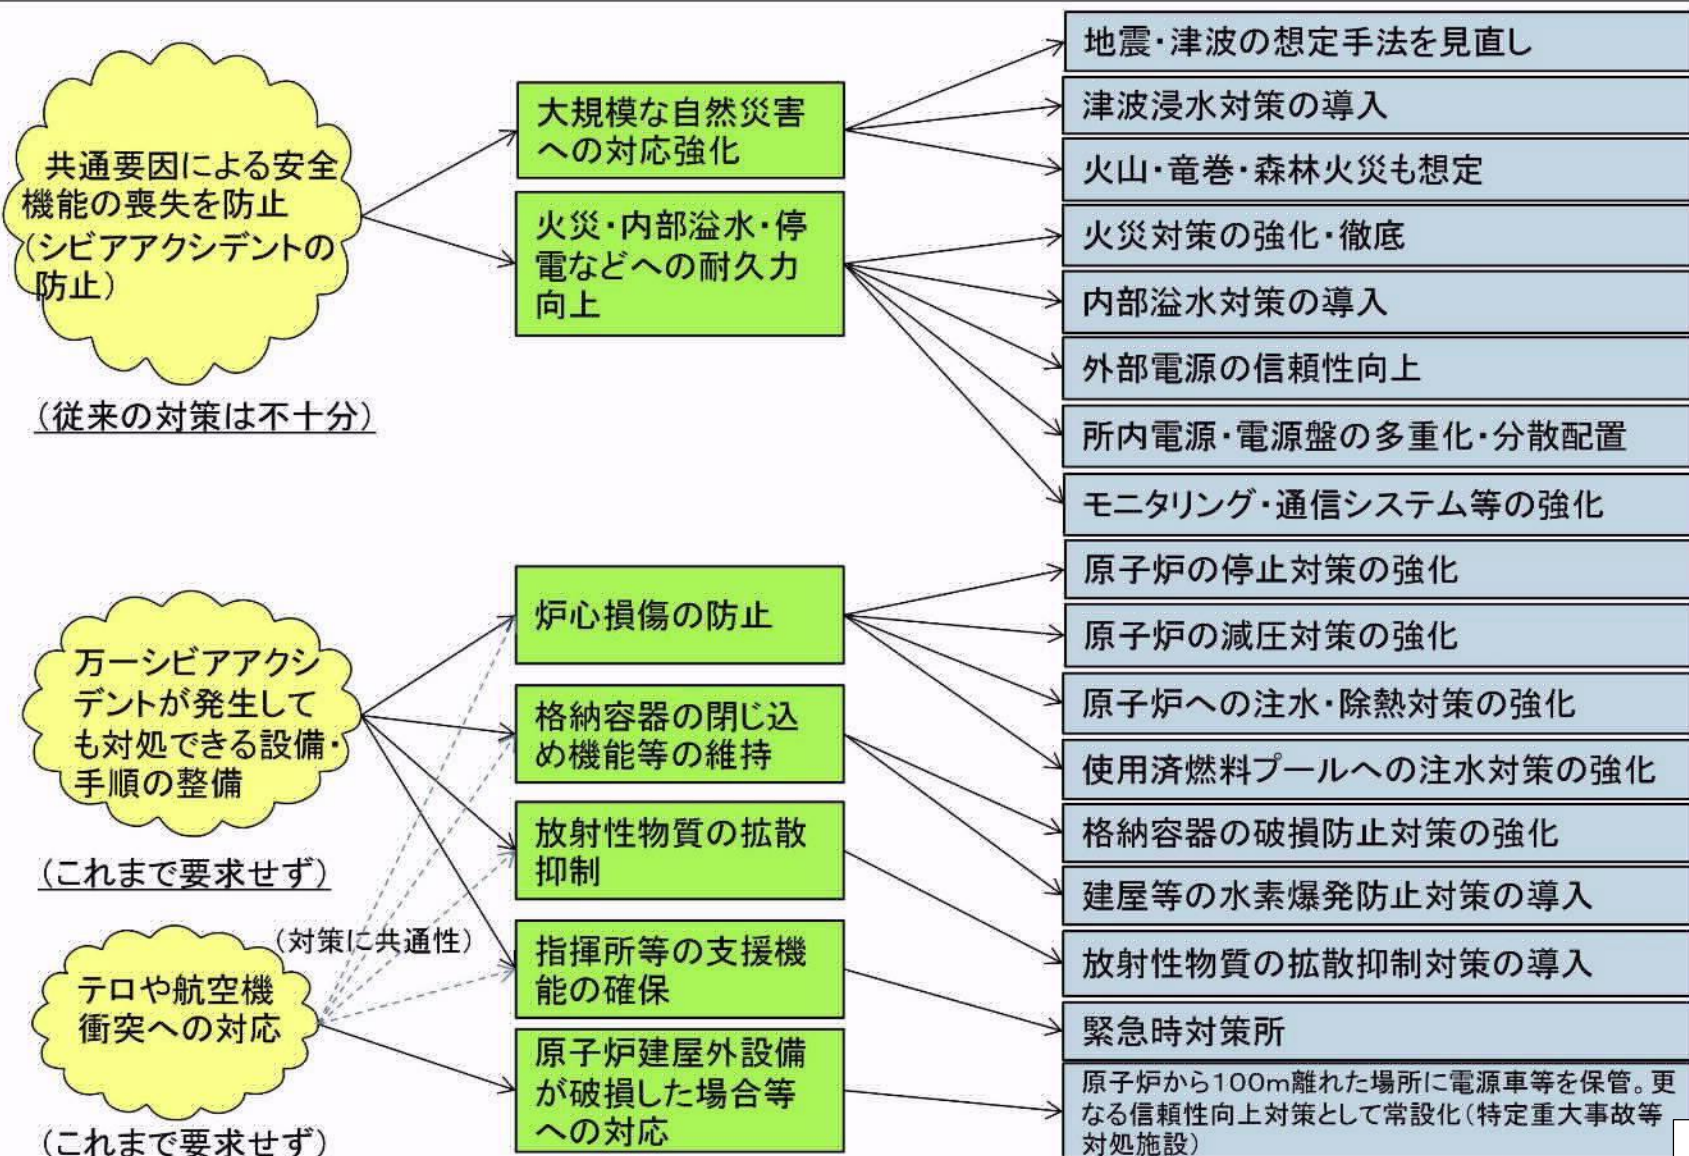 共通要因による安全
機能の喪失を防止
（シビアアクシデントの
防止）
（従来の対策は不十分）
大規模な自然災害
への対応強化
火災・内部溢水・停
電などへの耐久力
向上
地震・津波の想定手法を見直し
津波浸水対策の導入
火山・竜巻・森林火災も想定
火災対策の強化・徹底
内部溢水対策の導入
外部電源の信頼性向上
所内電源・電源盤の多重化・分散配置
モニタリング・通信システム等の強化
万一シビアアクシ
デントが発生して
も対処できる設備・
手順の整備
（これまで要求せず）
テロや航空機
衝突への対応
（これまで要求せず）
（対策に共通性）
炉心損傷の防止
格納容器の閉じ込
め機能等の維持
放射性物質の拡散
抑制
指揮所等の支援機
能の確保
原子炉建屋外設備
が破損した場合等
への対応
原子炉の停止対策の強化
原子炉の減圧対策の強化
原子炉への注水・除熱対策の強化
使用済燃料プールへの注水対策の強化
格納容器の破損防止対策の強化
建屋等の水素爆発防止対策の導入
放射性物質の拡散抑制対策の導入
緊急時対策所
原子炉から１００ｍ離れた場所に電源車等を保管。更
なる信頼性向上対策として常設化（特定重大事故等
対処施設）